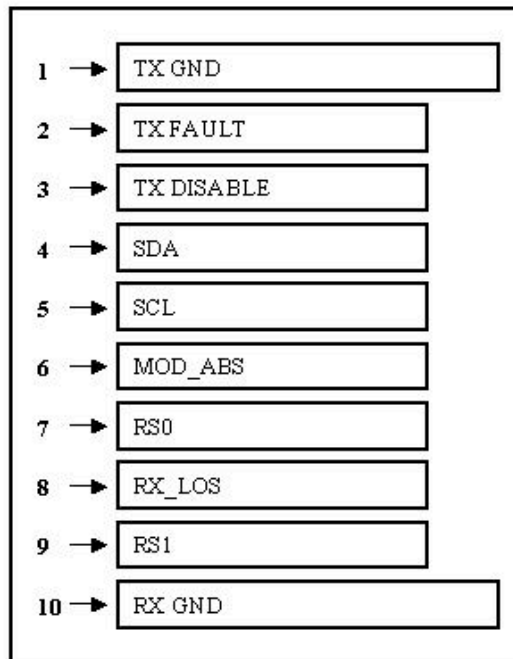 1 TX GND
2 TX FAULT
3 TX DISABLE
4 SDA
5 SCL
6 MOD_ABS
7 RS0
8 RX_LOS
9 RS1
10 RX GND